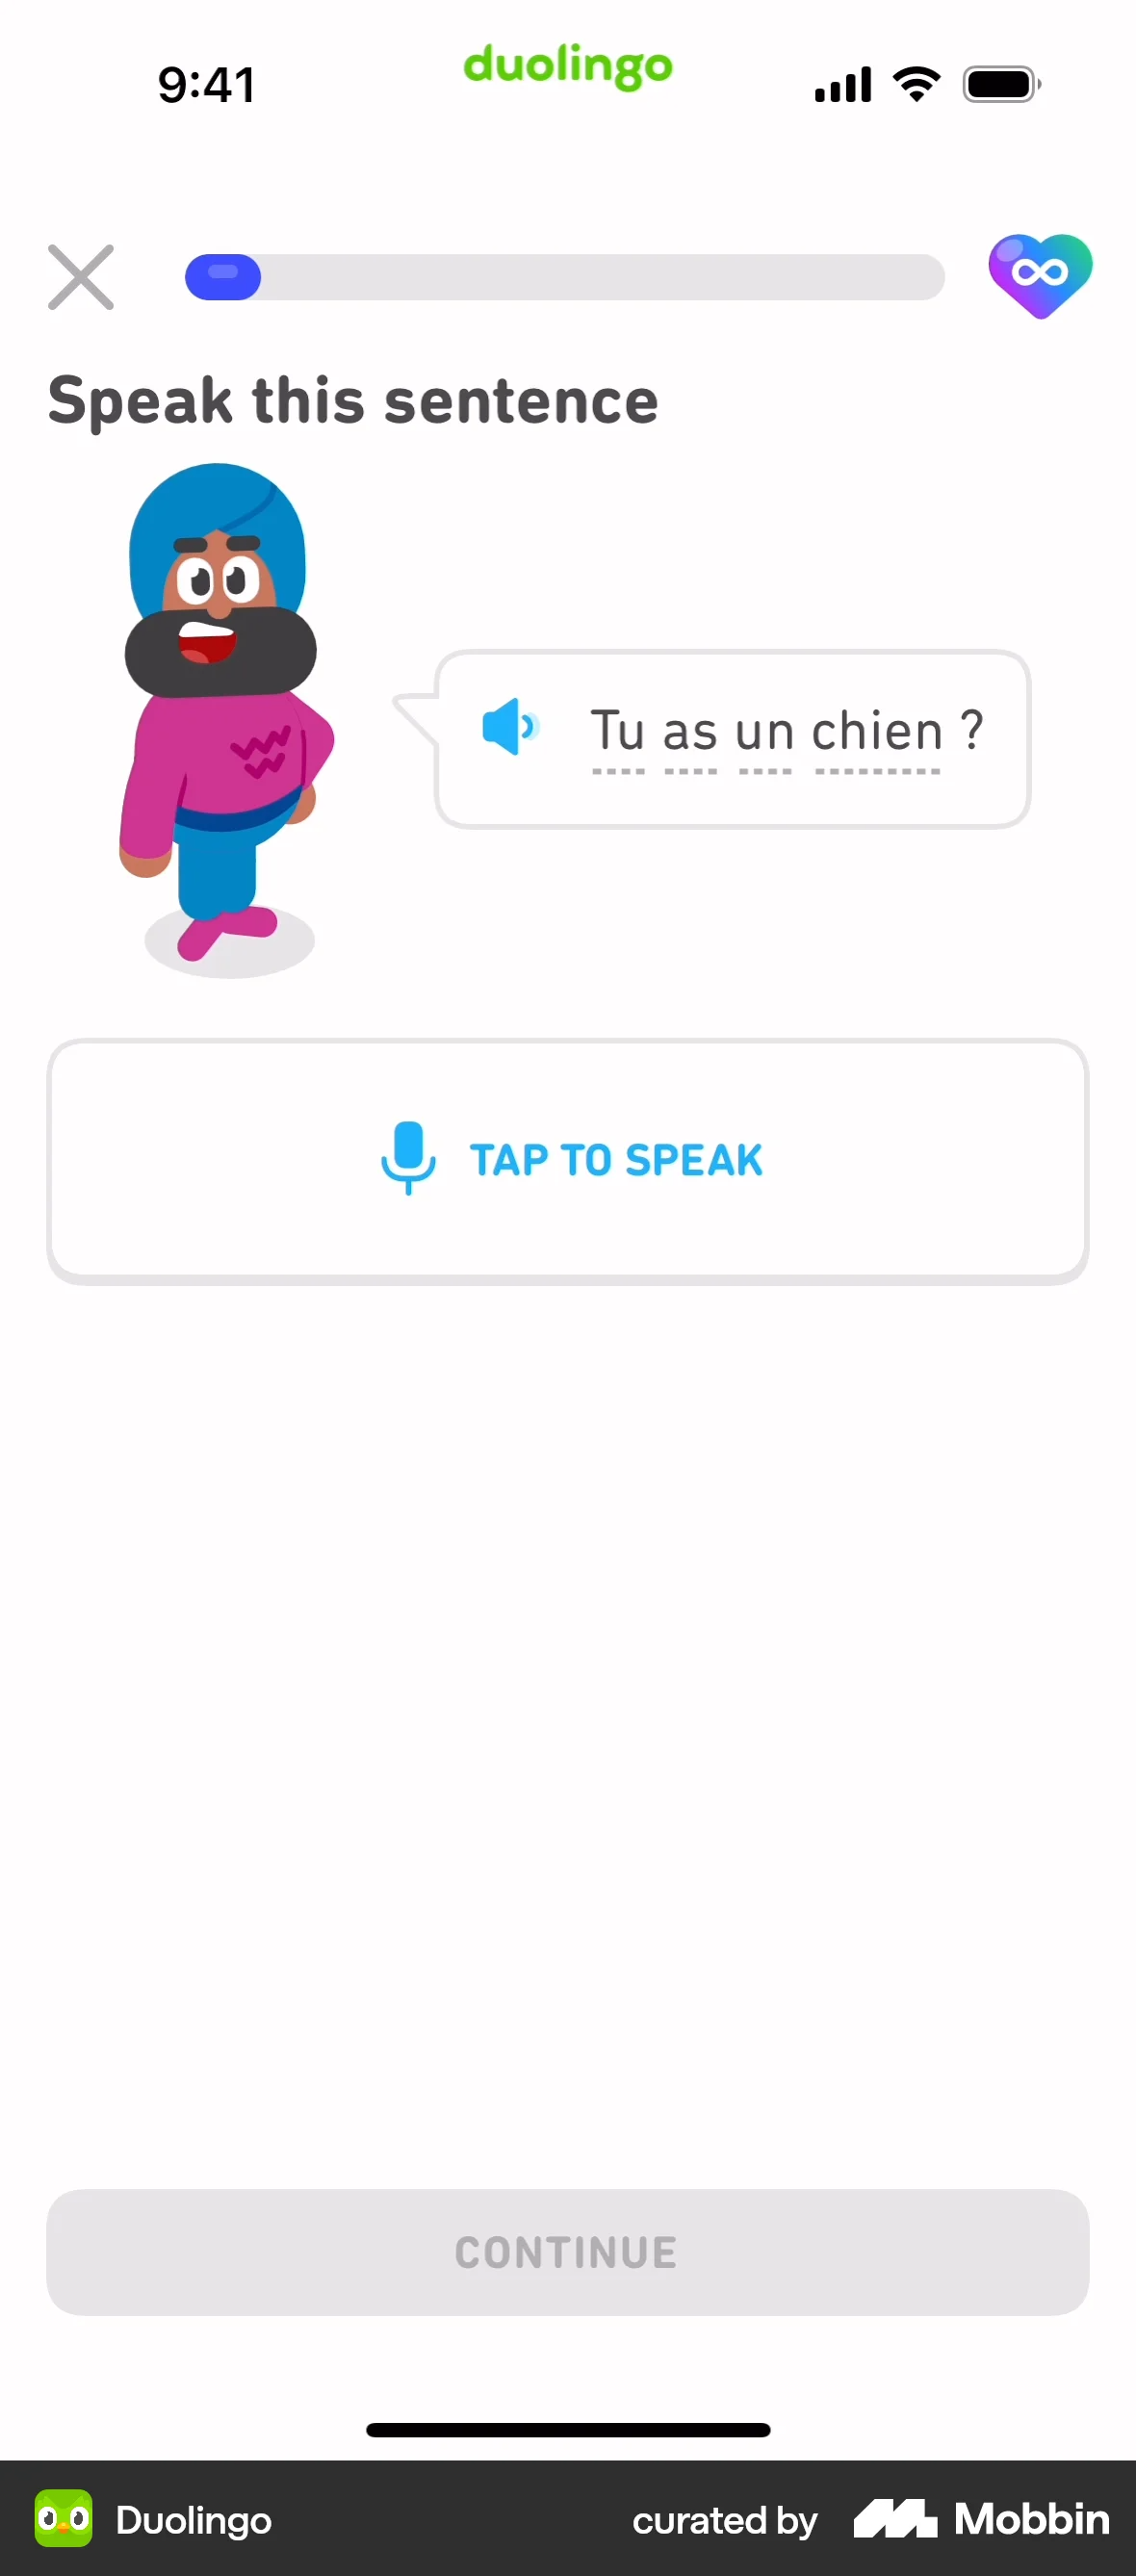 9:41
duolingo
Speak this sentence
Tu as un chien ?
TAP TO SPEAK
CONTINUE
Duolingo
curated by Mobbin